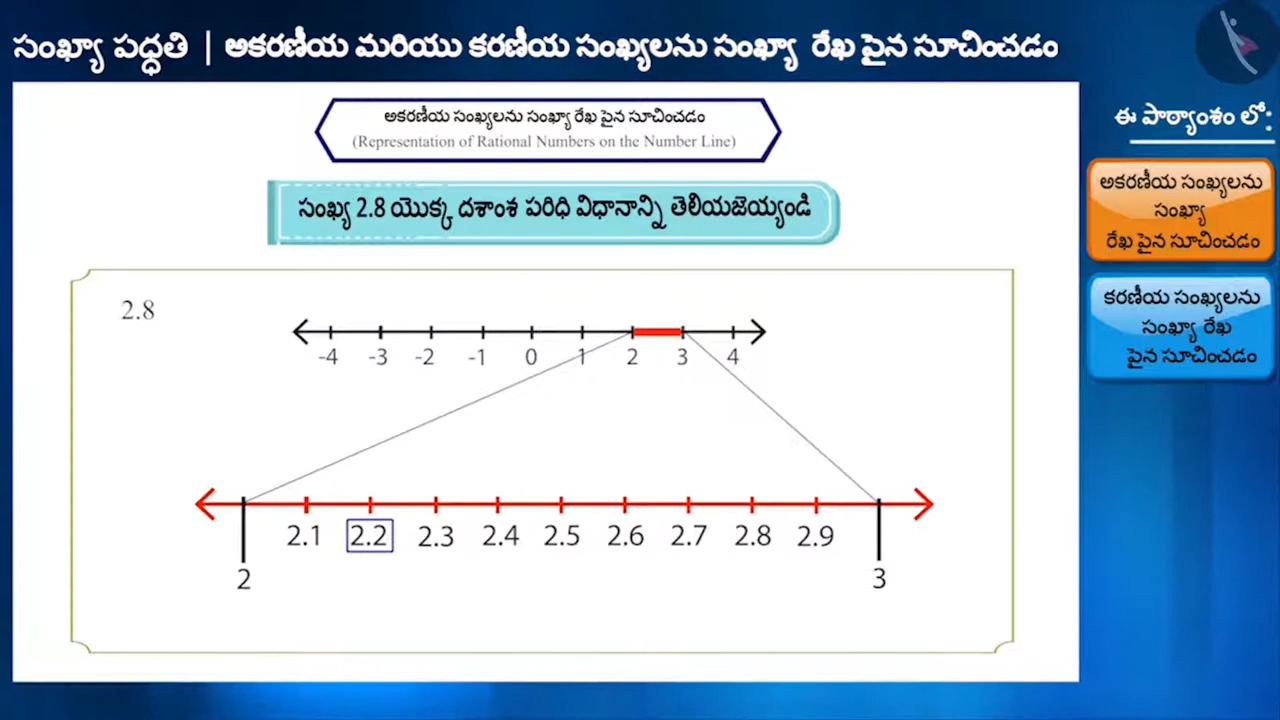 సంఖ్యా పద్ధతి | అకరణీయ మరియు కరణీయ సంఖ్యలను సంఖ్యా రేఖ పైన సూచించడం
ఈ పాఠ్యాంశం లో:
అకరణీయ సంఖ్యలను సంఖ్యా రేఖ పైన సూచించడం
(Representation of Rational Numbers on the Number Line)
సంఖ్య 2.8 యొక్క దశాంశ పరిధి విధానాన్ని తెలియజెయ్యండి
అకరణీయ సంఖ్యలను
సంఖ్యా
రేఖ పైన సూచించడం
కరణీయ సంఖ్యలను
సంఖ్యా రేఖ
పైన సూచించడం
2.8
-4 -3 -2 -1 0 1 2 3 4
2.1 2.2 2.3 2.4 2.5 2.6 2.7 2.8 2.9
2 3